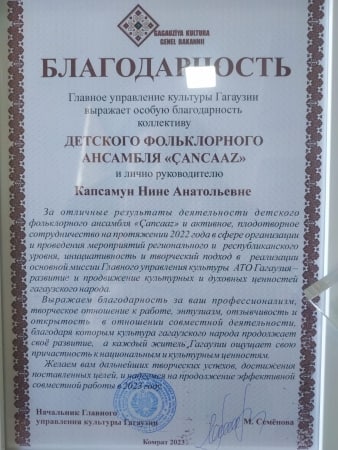 GAGAUZİYA KULTURA
GENEL BAKANNII
БЛАГОДАРНОСТЬ
Главное управление культуры Гагаузии
выражает особую благодарность
коллективу
ДЕТСКОГО ФОЛЬКЛОРНОГО
АНСАМБЛЯ «ÇANCAAZ»
и лично руководителю
Капсамун Нине Анатольевне
За отличные результаты деятельности детского
фольклорного ансамбля «Çancaaz» и активное, плодотворное
сотрудничество на протяжении 2022 года в сфере организации
и проведения мероприятий регионального и республиканского
уровня, инициативность и творческий подход в реализации
основной миссии Главного управления культуры АТО Гагаузия –
развитие и продвижение культурных и духовных ценностей
гагаузского народа.
Выражаем благодарность за ваш профессионализм,
творческое отношение к работе, энтузиазм, отзывчивость и
открытость в отношении совместной деятельности,
благодаря которым культура гагаузского народа продолжает
своё развитие, а каждый житель Гагаузии ощущает свою
причастность к национальным и культурным ценностям.
Желаем вам дальнейших творческих успехов, достижения
поставленных целей, и надеемся на продолжение эффективной
совместной работы в 2023 году.
Начальник Главного
управления культуры Гагаузии М. Семёнова
Комрат 2023